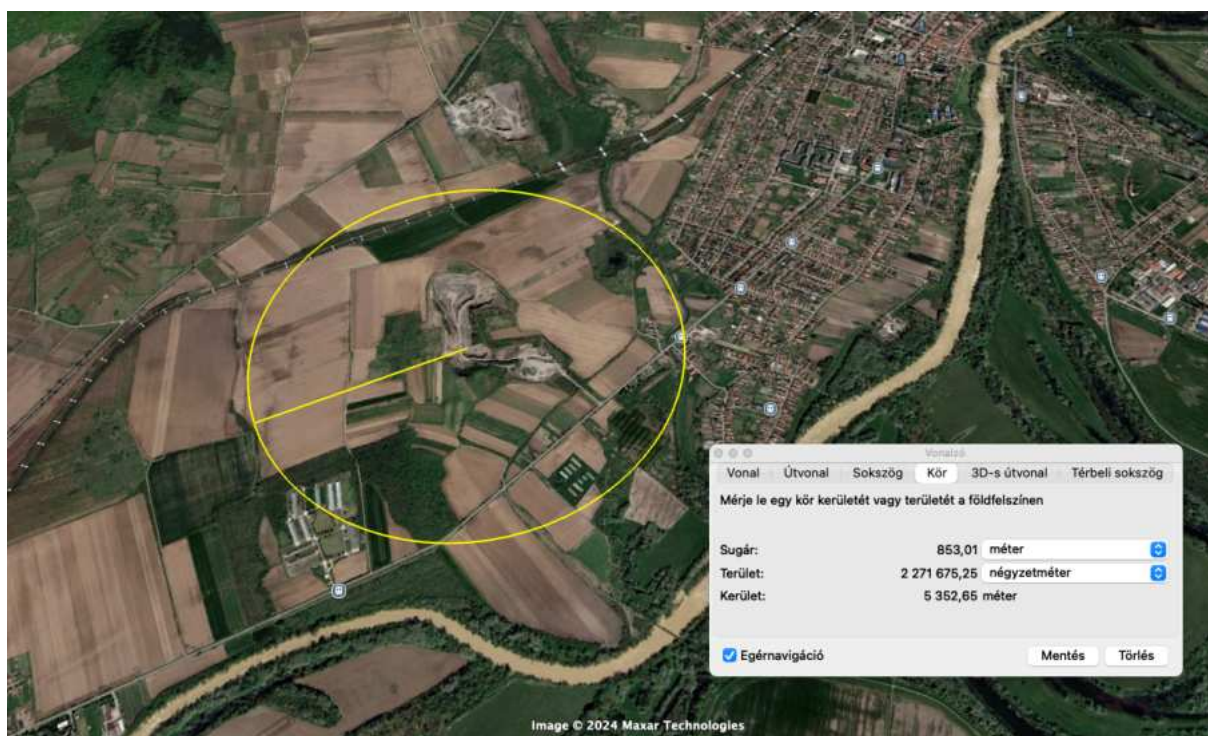 Vonalzó
Vonal Útvonal Sokszög Kör 3D-s útvonal Térbeli sokszög
Mérje le egy kör kerületét vagy területét a földfelszínen
Sugár: 853,01 méter
Terület: 2 271 675,25 négyzetméter
Kerület: 5 352,65 méter
Egérnavigáció Mentés Törlés
Image © 2024 Maxar Technologies